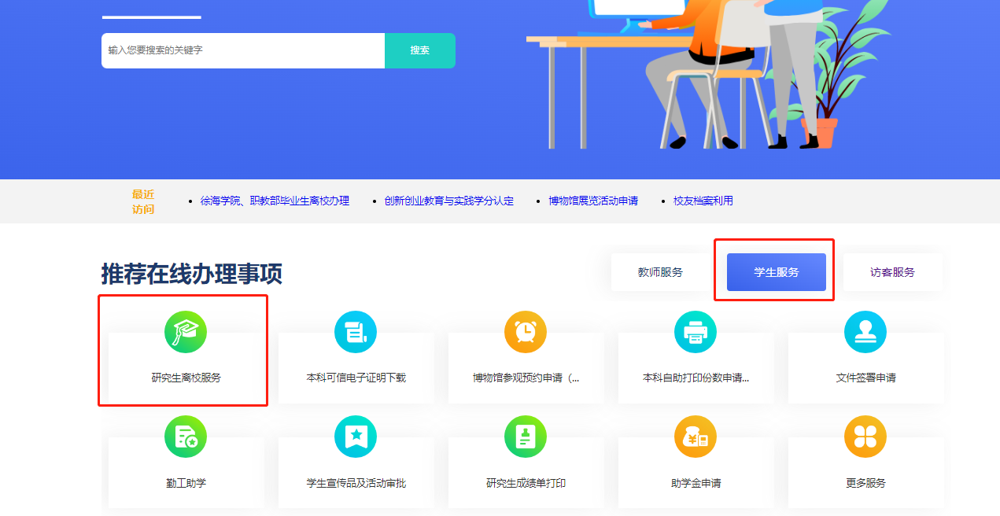 输入您要搜索的关键字
搜索
最近
访问
徐海学院、职教部毕业生离校办理
创新创业教育与实践学分认定
博物馆展览活动申请
校友档案利用
推荐在线办理事项
教师服务
学生服务
访客服务
研究生离校服务
本科可信电子证明下载
博物馆参观预约申请（...
本科自助打印份数申请...
文件签署申请
勤工助学
学生宣传品及活动审批
研究生成绩单打印
助学金申请
更多服务